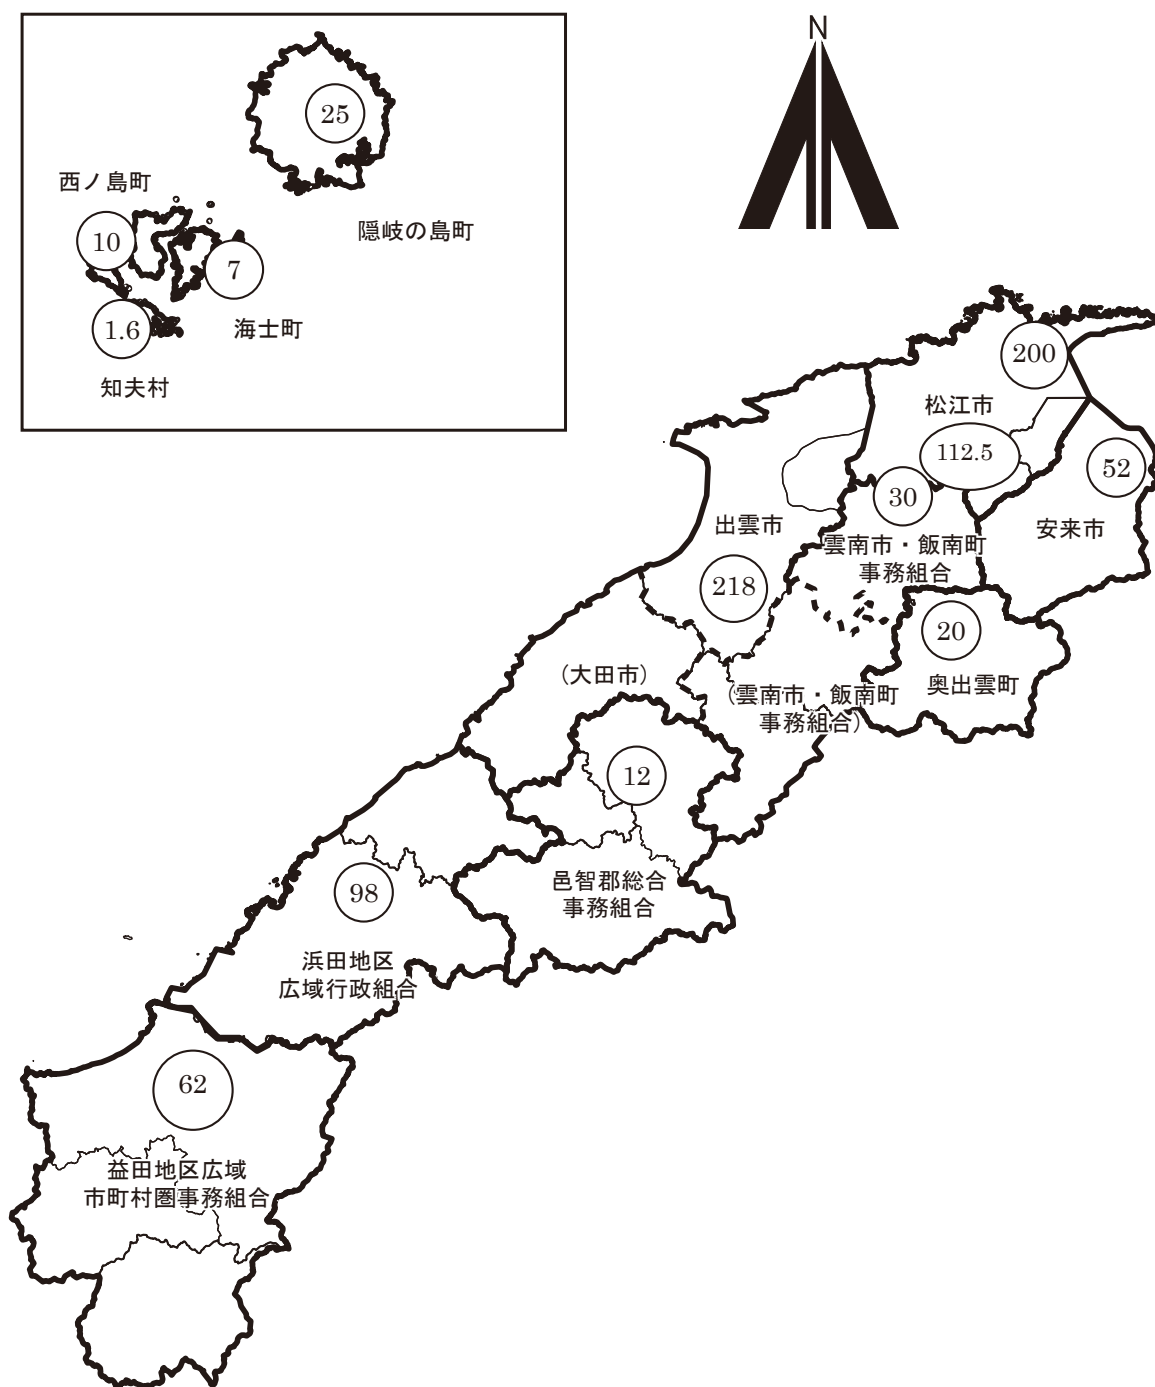 N
25
西ノ島町
隠岐の島町
10
7
1.6
海士町
知夫村
200
松江市
112.5
52
30
出雲市
安来市
雲南市・飯南町
事務組合
218
20
(大田市)
奥出雲町
(雲南市・飯南町
事務組合)
12
邑智郡総合
事務組合
98
浜田地区
広域行政組合
62
益田地区広域
市町村圏事務組合